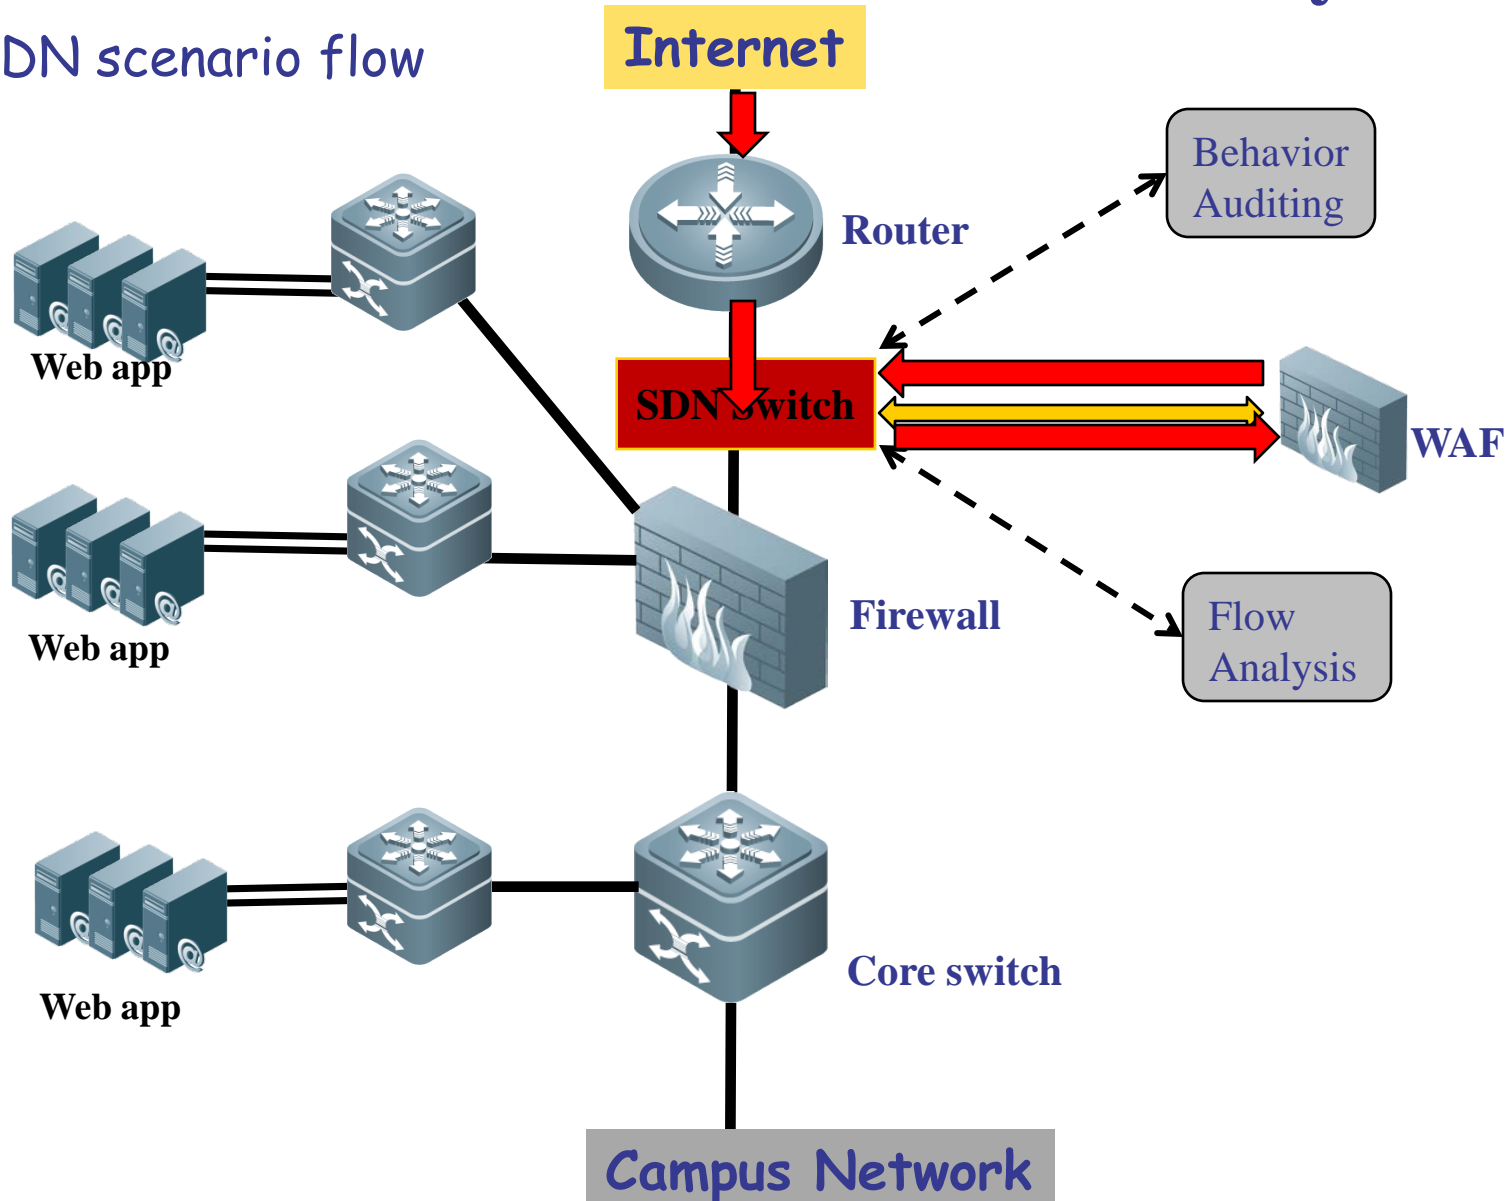 DN scenario flow
Internet
Behavior
Auditing
Router
Web app
SDN Switch
WAF
Web app
Firewall
Flow
Analysis
Core switch
Web app
Campus Network